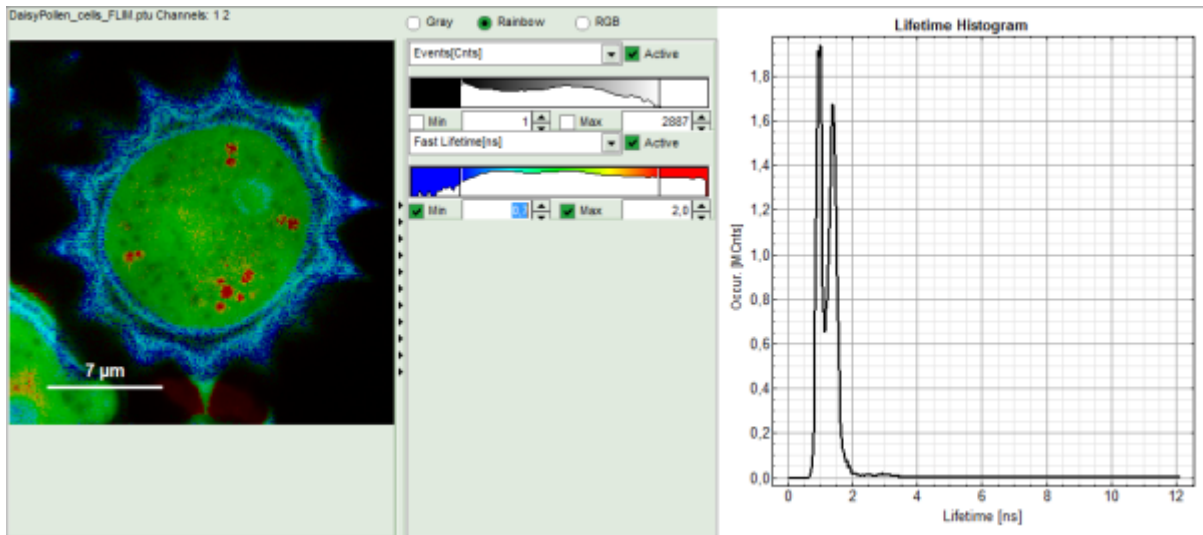 DaisyPollen_cells_FLIM.ptu Channels: 1 2
Gray Rainbow RGB
Events[Cnts] Active
Min 1 Max 2887
Fast Lifetime[ns] Active
Min 0,7 Max 2,0
7 µm
Lifetime Histogram
Occur. [MCnts]
1,8
1,6
1,4
1,2
1,0
0,8
0,6
0,4
0,2
0,0
0 2 4 6 8 10 12
Lifetime [ns]